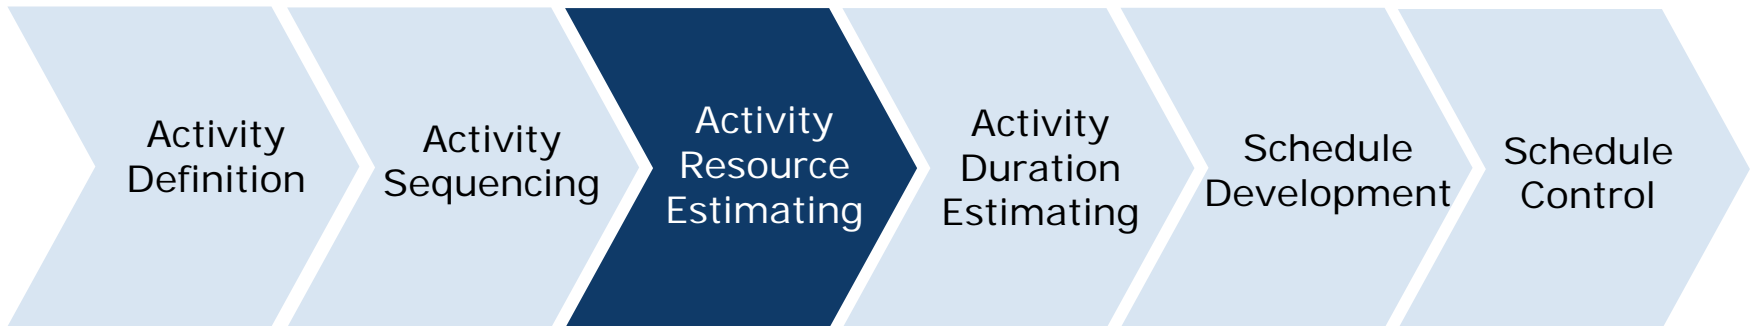 Activity
Definition
Activity
Sequencing
Activity
Resource
Estimating
Activity
Duration
Estimating
Schedule
Development
Schedule
Control